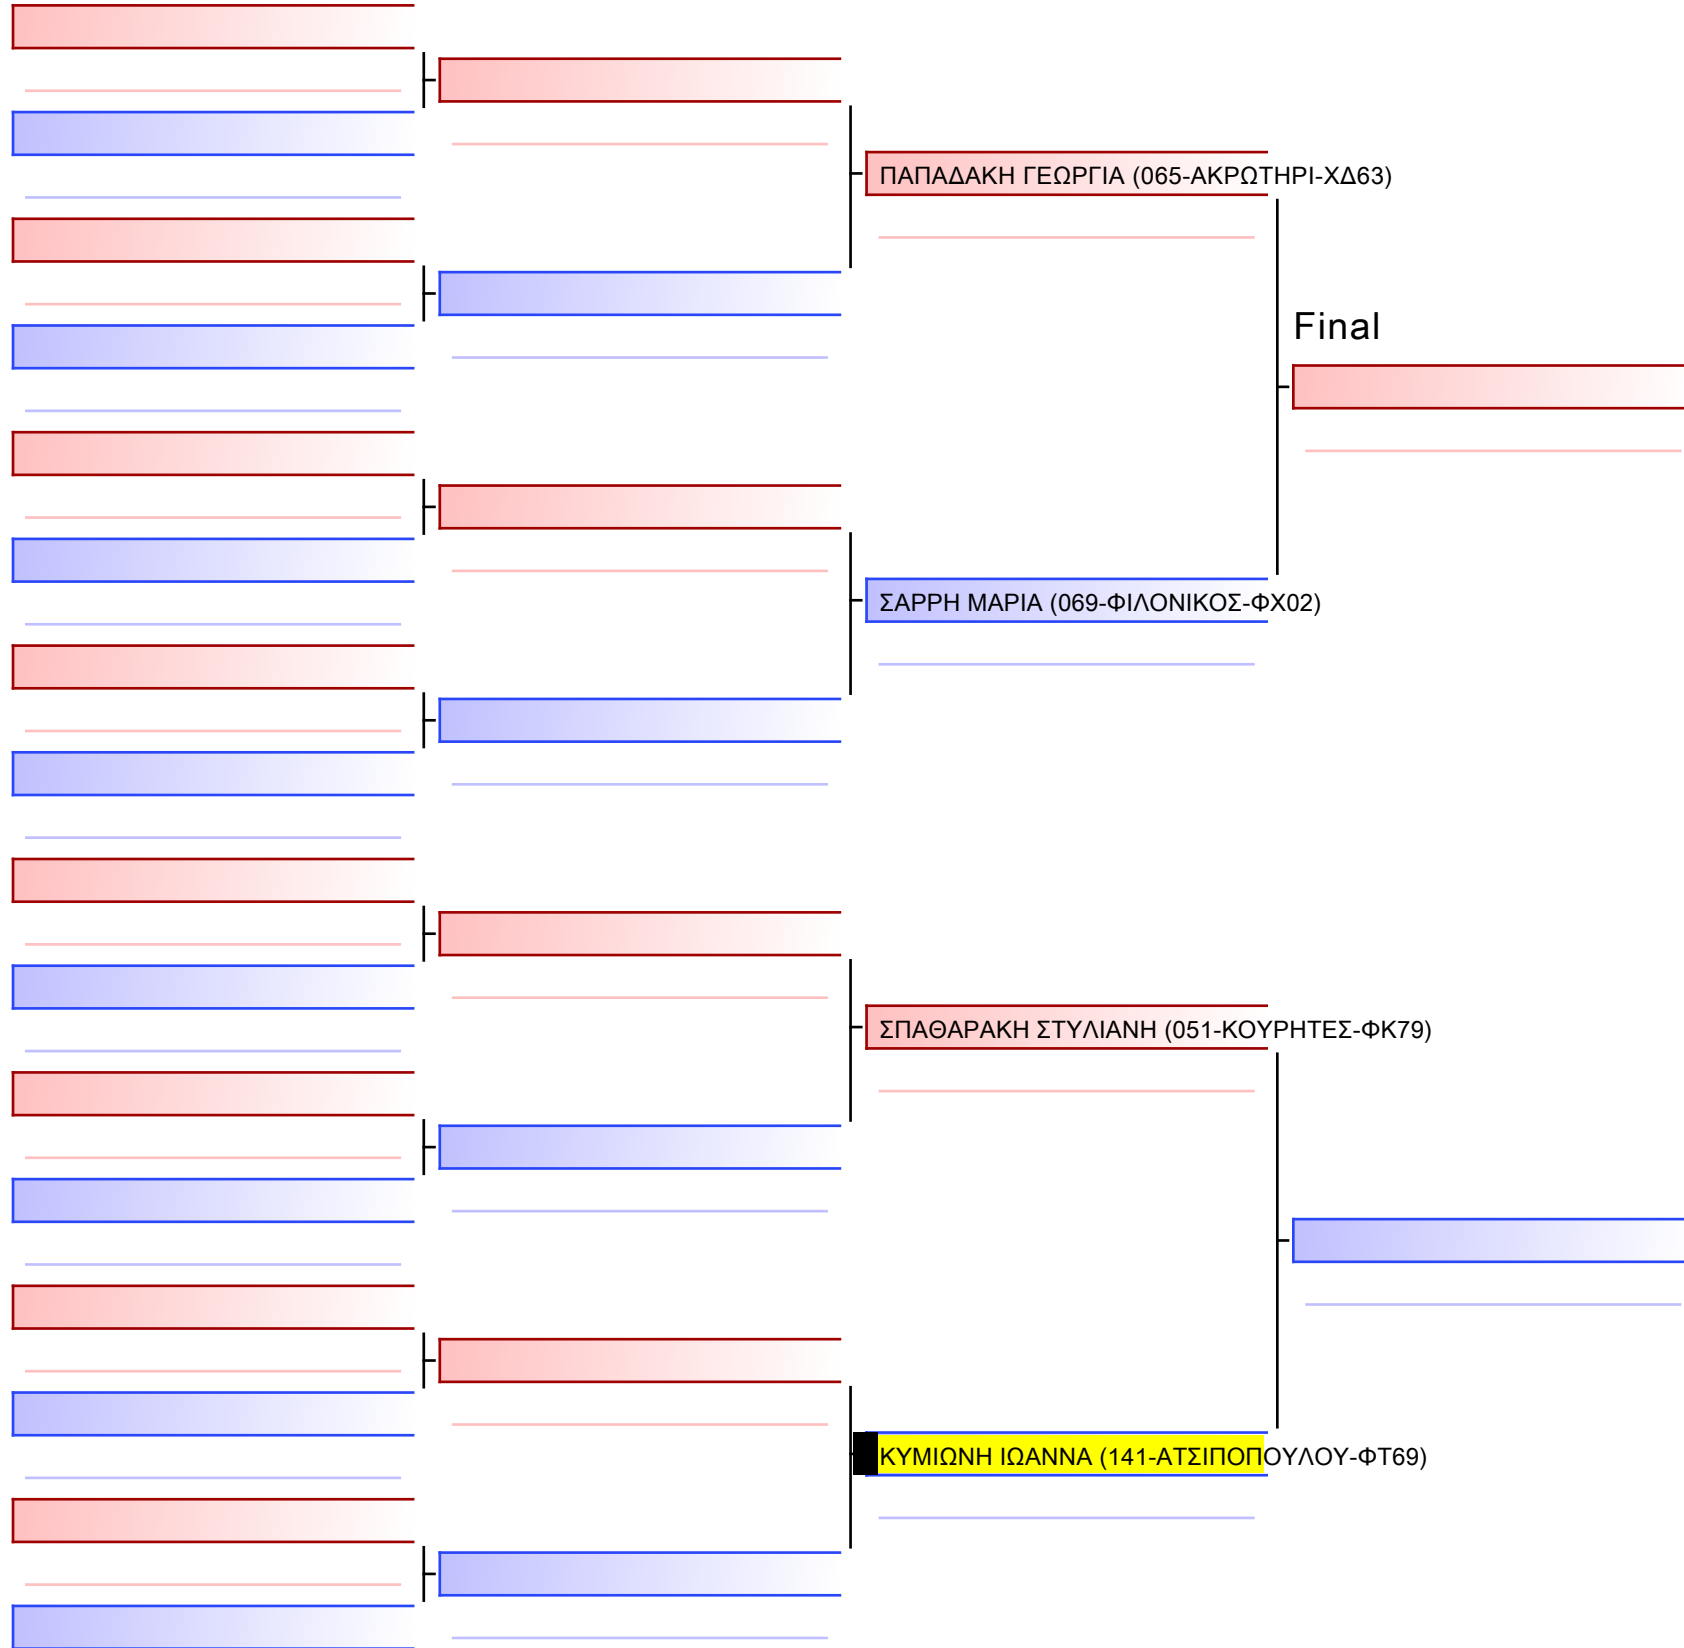 ΠΑΠΑΔΑΚΗ ΓΕΩΡΓΙΑ (065-ΑΚΡΩΤΗΡΙ-ΧΔ63)
Final
ΣΑΡΡΗ ΜΑΡΙΑ (069-ΦΙΛΟΝΙΚΟΣ-ΦΧ02)
ΣΠΑΘΑΡΑΚΗ ΣΤΥΛΙΑΝΗ (051-ΚΟΥΡΗΤΕΣ-ΦΚ79)
ΚΥΜΙΩΝΗ ΙΩΑΝΝΑ (141-ΑΤΣΙΠΟΠΟΥΛΟΥ-ΦΤ69)